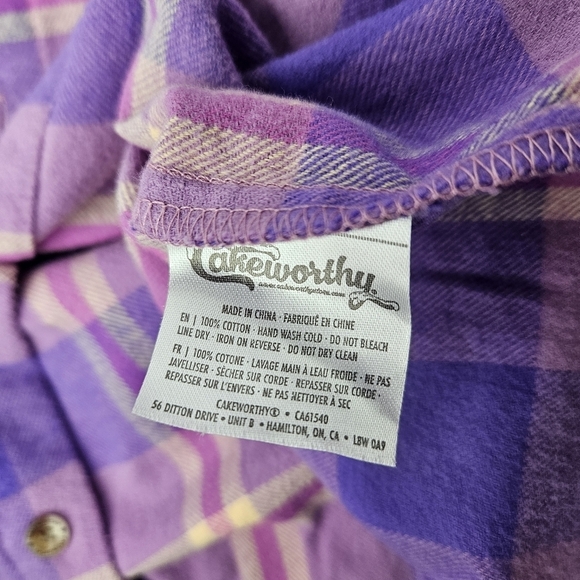 Cakeworthy
www.cakeworthystore.com
MADE IN CHINA · FABRIQUÉ EN CHINE
EN | 100% COTTON · HAND WASH COLD · DO NOT BLEACH
LINE DRY · IRON ON REVERSE · DO NOT DRY CLEAN
FR | 100% COTONE · LAVAGE MAIN À LEAU FROIDE · NE PAS
JAVELLISER · SÉCHER SUR CORDE · REPASSER SUR CORDE ·
REPASSER SUR L'ENVERS · NE PAS NETTOYER À SEC
CAKEWORTHY® • CA61540
56 DITTON DRIVE • UNIT B • HAMILTON, ON, CA • LBW 0A9